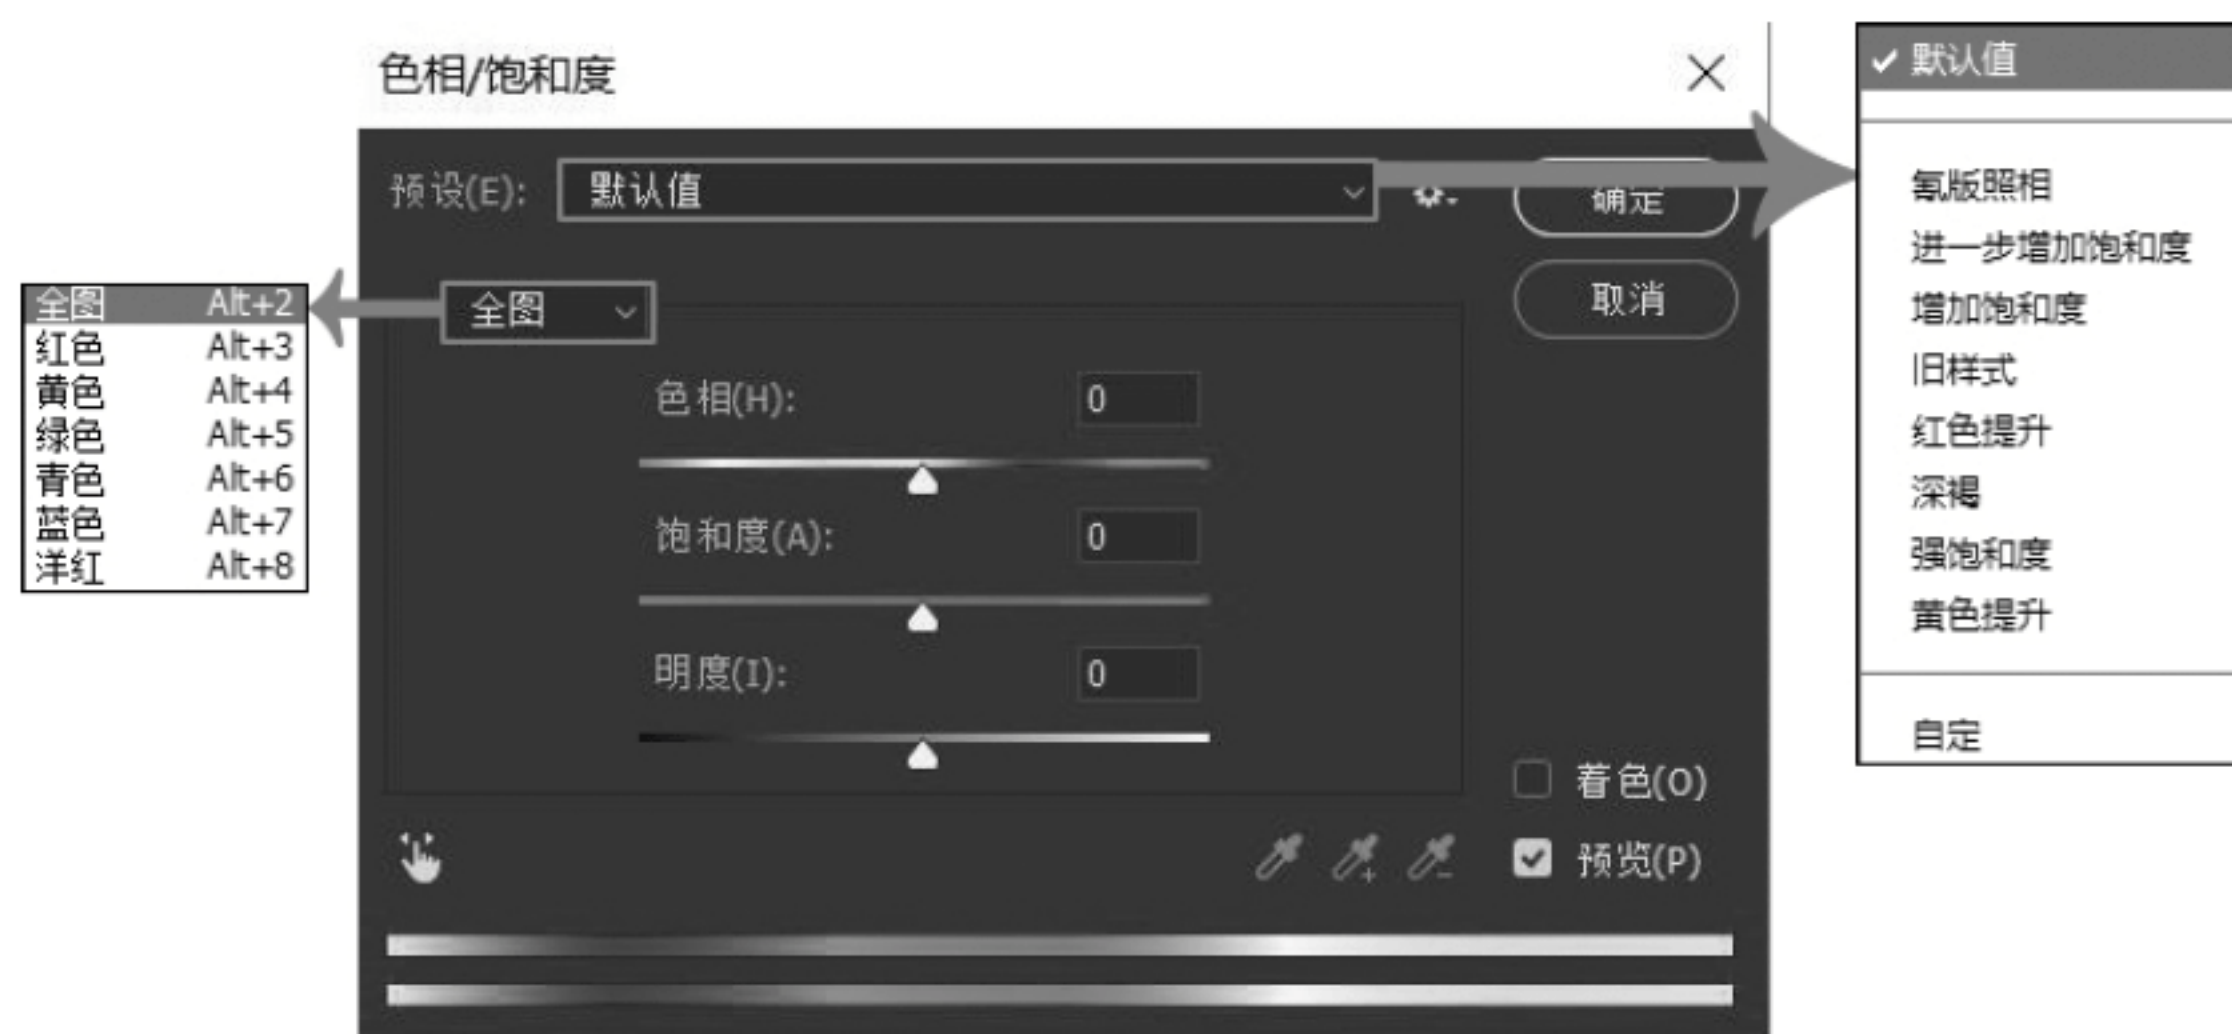 色相/饱和度
预设(E): 默认值
确定
取消
全图
色相(H): 0
饱和度(A): 0
明度(I): 0
着色(O)
预览(P)
全图 Alt+2
红色 Alt+3
黄色 Alt+4
绿色 Alt+5
青色 Alt+6
蓝色 Alt+7
洋红 Alt+8
默认值
氰版照相
进一步增加饱和度
增加饱和度
旧样式
红色提升
深褐
强饱和度
黄色提升
自定